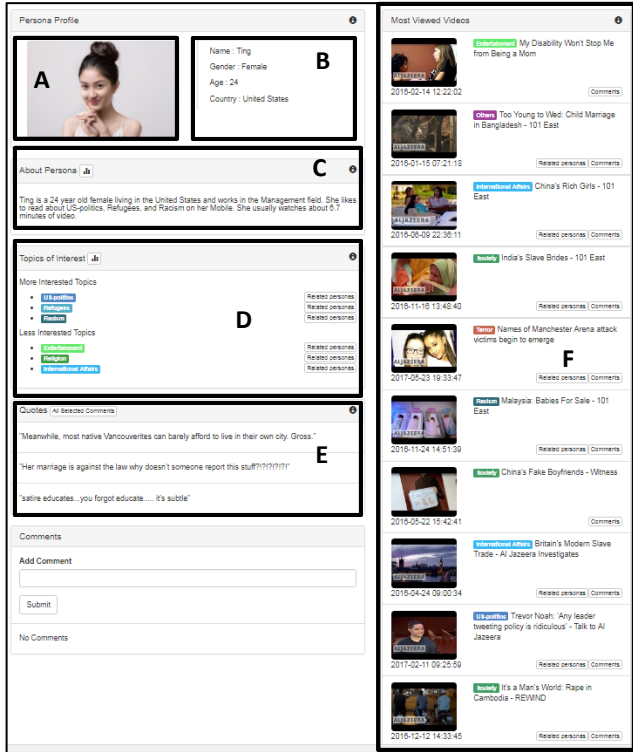 Persona Profile
A
B
Name : Ting
Gender : Female
Age : 24
Country : United States
C
About Persona
Ting is a 24 year old female living in the United States and works in the Management field. She likes
to read about US-politics, Refugees, and Racism on her Mobile. She usually watches about 6.7
minutes of video.
Topics of Interest
D
More Interested Topics
US-politics Related personas
Refugees Related personas
Racism Related personas
Less Interested Topics
Entertainment Related personas
Religion Related personas
International Affairs Related personas
Quotes All Selected Comments
E
"Meanwhile, most native Vancouverites can barely afford to live in their own city. Gross."
"Her marriage is against the law why doesn't someone report this stuff?!?!?!?!?!"
"satire educates...you forgot educate..... it's subtle"
Comments
Add Comment
Submit
No Comments
Most Viewed Videos
F
ALJAZEERA
Entertainment My Disability Won't Stop Me
from Being a Mom
2016-02-14 12:22:02
Comments
ALJAZEERA
Others Too Young to Wed: Child Marriage
in Bangladesh - 101 East
2016-01-15 07:21:18
Related personas Comments
ALJAZEERA
International Affairs China's Rich Girls - 101
East
2016-06-09 22:36:11
Related personas Comments
ALJAZEERA
Society India's Slave Brides - 101 East
2016-11-16 13:48:40
Related personas Comments
Terror Names of Manchester Arena attack
victims begin to emerge
2017-05-23 19:33:47
Related personas Comments
ALJAZEERA
Racism Malaysia: Babies For Sale - 101
East
2016-11-24 14:51:39
Related personas Comments
Society China's Fake Boyfriends - Witness
2016-05-22 15:42:41
Comments
ALJAZEERA
International Affairs Britain's Modern Slave
Trade - Al Jazeera Investigates
2016-04-24 09:00:34
Related personas Comments
ALJAZEERA
US-politics Trevor Noah: 'Any leader
tweeting policy is ridiculous' - Talk to Al
Jazeera
2017-02-11 09:25:59
Related personas Comments
ALJAZEERA
Society It's a Man's World: Rape in
Cambodia - REWIND
2016-12-12 14:33:45
Related personas Comments